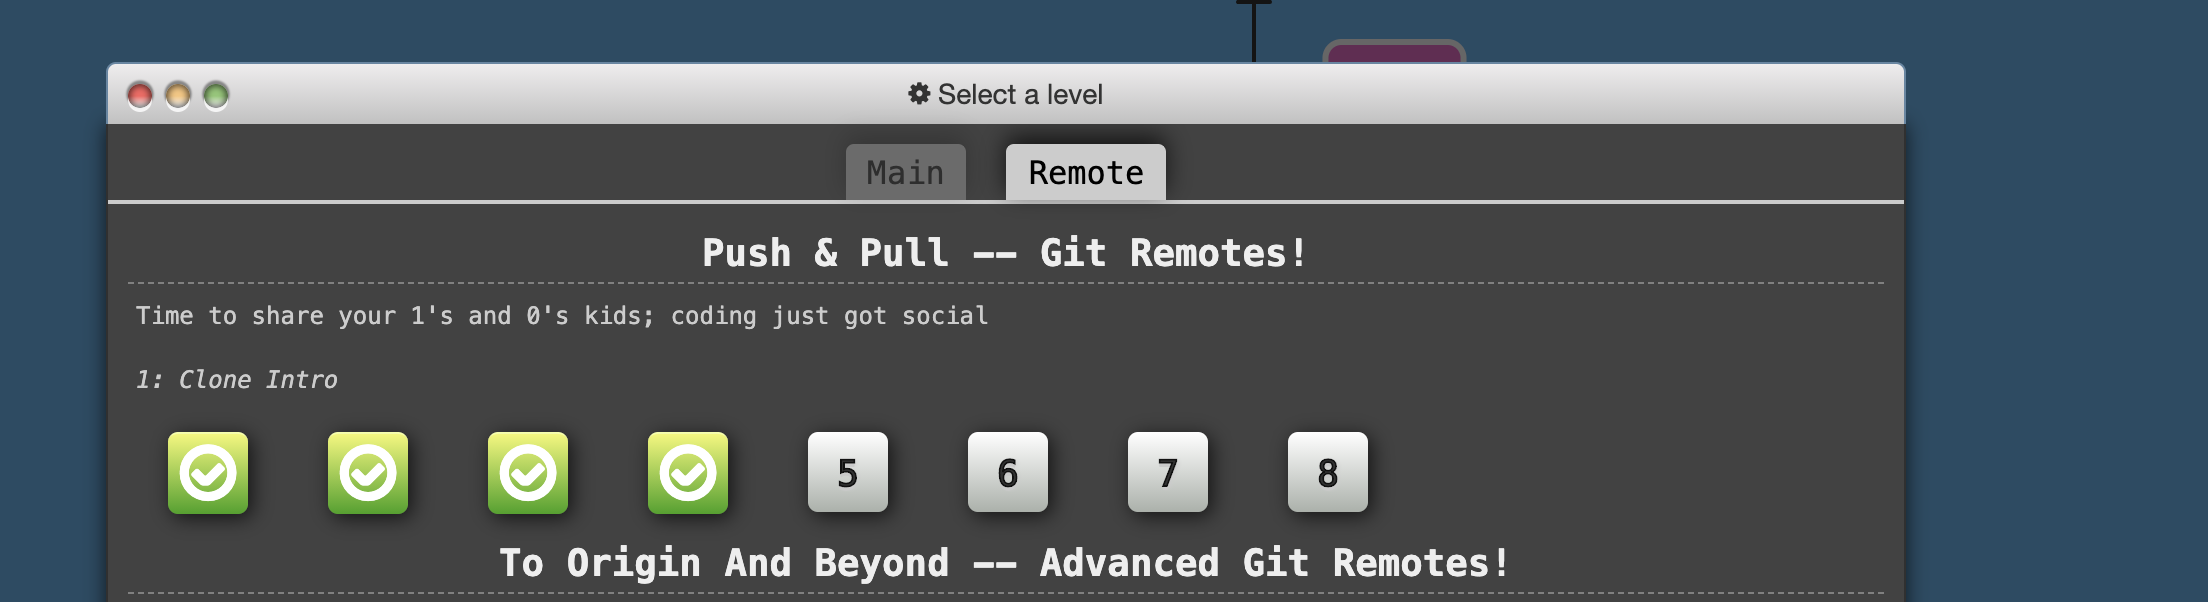 Select a level
Main Remote
Push & Pull -- Git Remotes!
Time to share your 1's and 0's kids; coding just got social
1: Clone Intro
5 6 7 8
To Origin And Beyond -- Advanced Git Remotes!